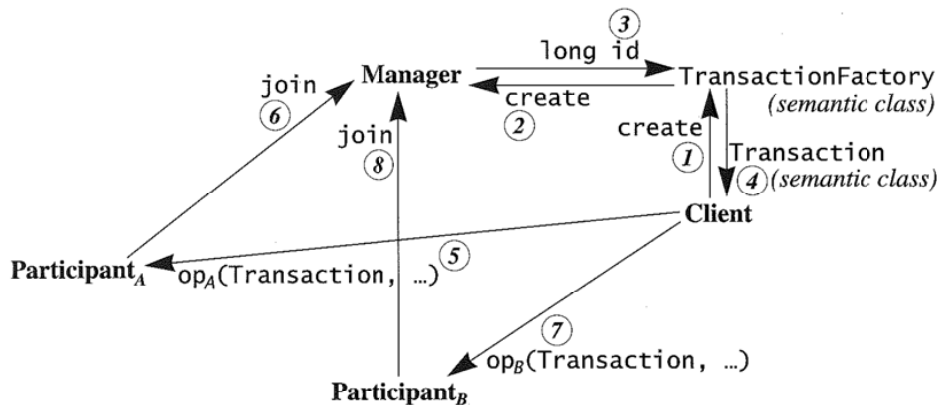 3
long id
Manager
TransactionFactory
(semantic class)
join
6
create
2
join
8
create
1
Transaction
4 (semantic class)
Client
ParticipantA
opA(Transaction, …)
5
7
opB(Transaction, …)
ParticipantB